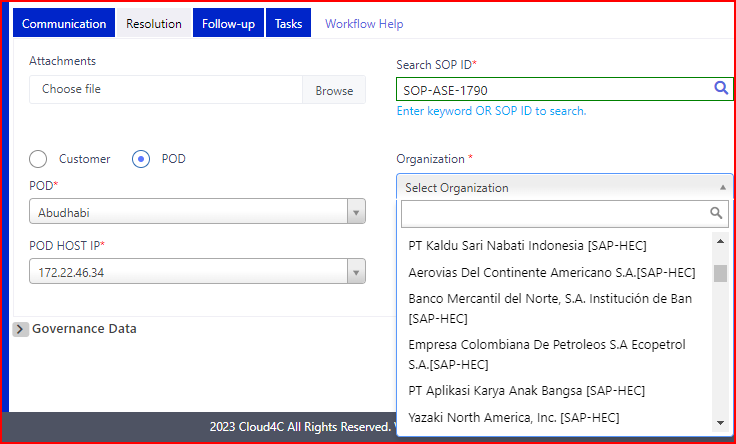 Communication
Resolution
Follow-up
Tasks
Workflow Help
Attachments
Choose file
Browse
Search SOP ID*
SOP-ASE-1790
Enter keyword OR SOP ID to search.
Customer
POD
POD*
Abudhabi
POD HOST IP*
172.22.46.34
Organization *
Select Organization
PT Kaldu Sari Nabati Indonesia [SAP-HEC]
Aerovias Del Continente Americano S.A.[SAP-HEC]
Banco Mercantil del Norte, S.A. Institución de Ban
[SAP-HEC]
Empresa Colombiana De Petroleos S.A Ecopetrol
S.A.[SAP-HEC]
PT Aplikasi Karya Anak Bangsa [SAP-HEC]
Yazaki North America, Inc. [SAP-HEC]
Governance Data
2023 Cloud4C All Rights Reserved.